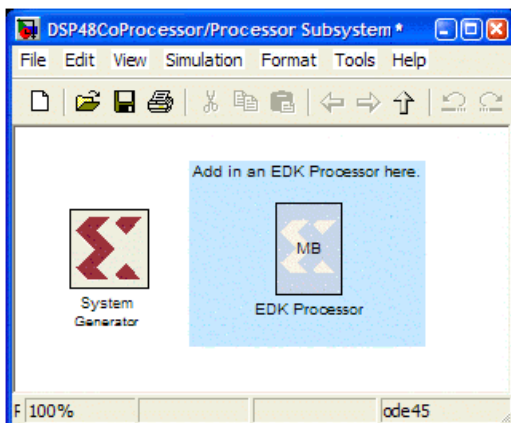 DSP48CoProcessor/Processor Subsystem *
File Edit View Simulation Format Tools Help
Add in an EDK Processor here.
MB
System
Generator
EDK Processor
F 100% ode45